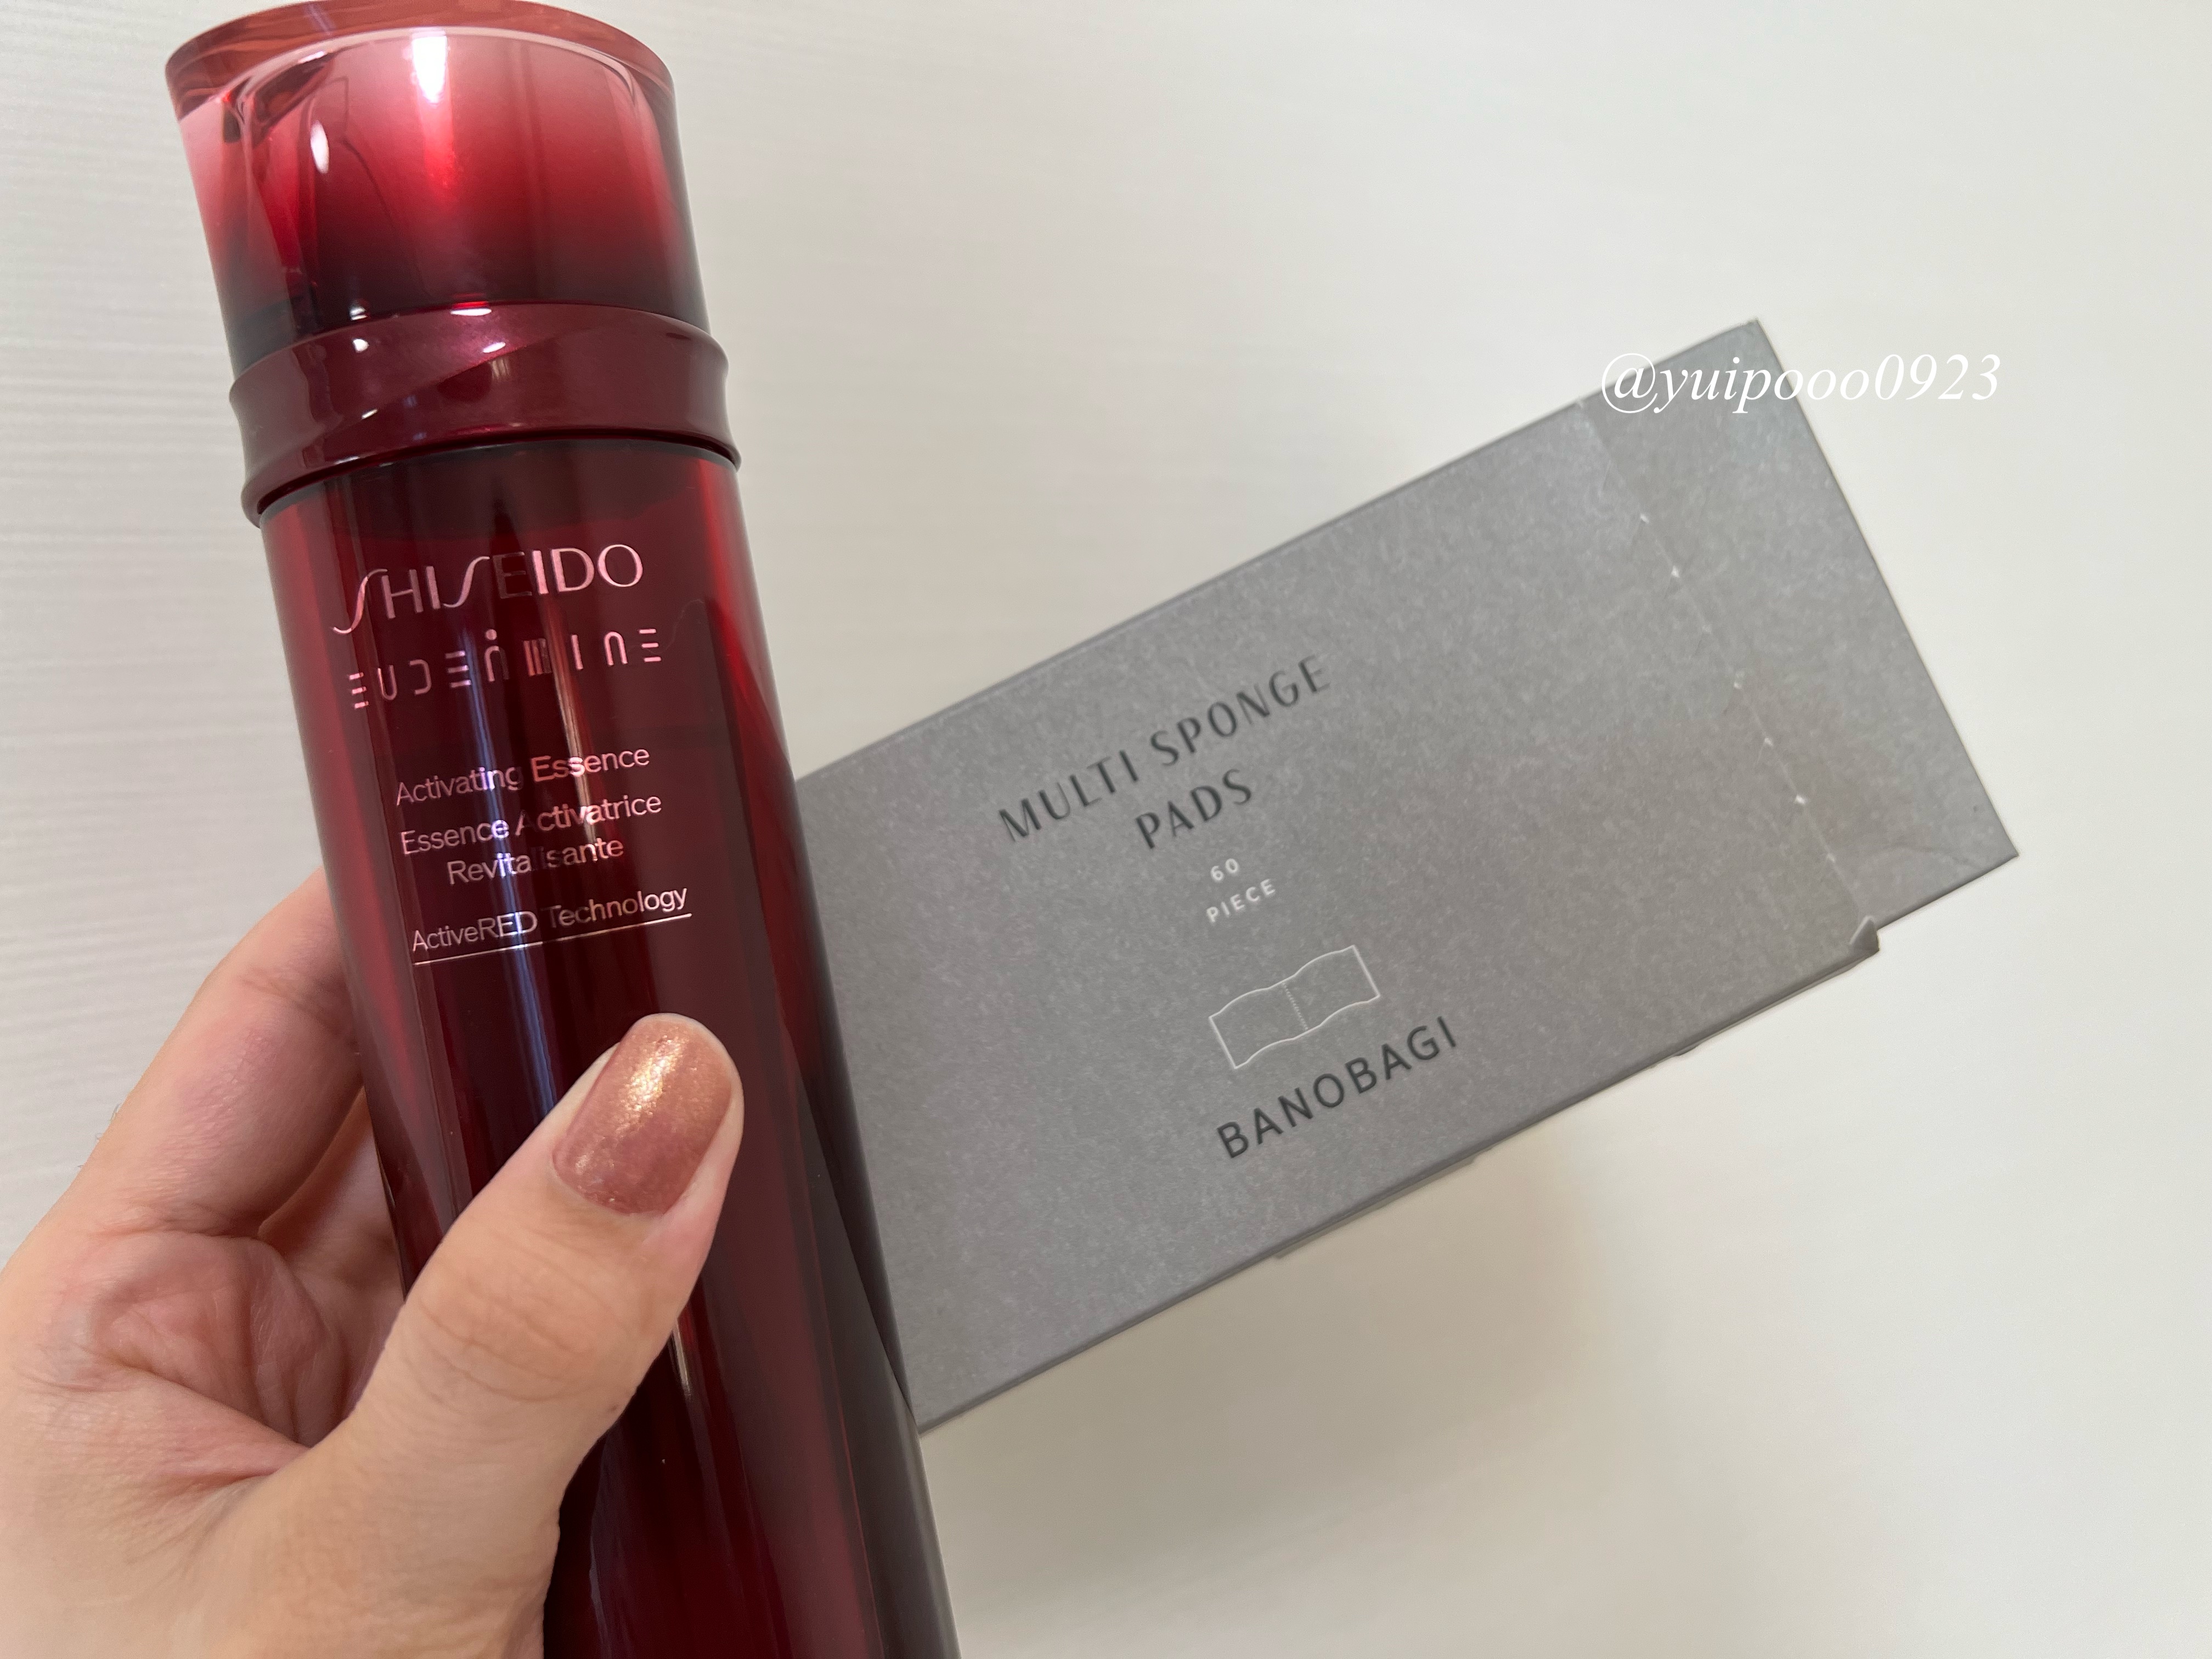 SHISEIDO
EUDERMINE
Activating Essence
Essence Activatrice
Revitalisante
ActiveRED Technology
@yuipooo0923
MULTI SPONGE
PADS
60
PIECE
BANOBAGI